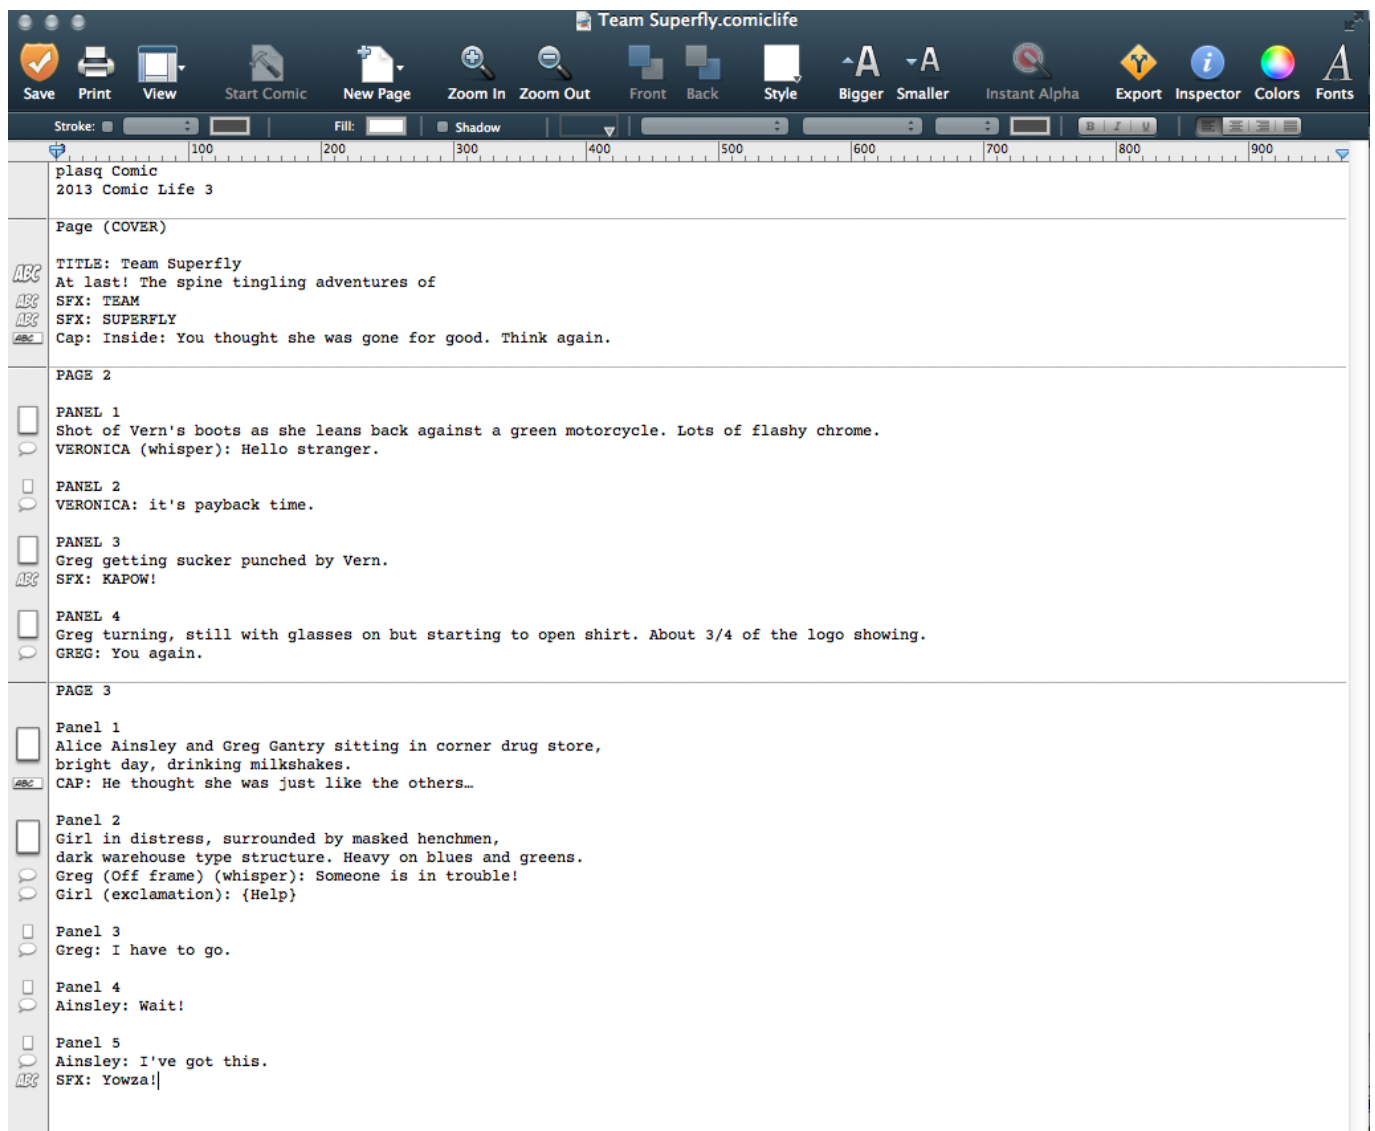 Team Superfly.comiclife
Save Print View Start Comic New Page Zoom In Zoom Out Front Back Style Bigger Smaller Instant Alpha Export Inspector Colors Fonts
Stroke: Fill: Shadow B I U
100 200 300 400 500 600 700 800 900
plasq Comic
2013 Comic Life 3
Page (COVER)
TITLE: Team Superfly
At last! The spine tingling adventures of
SFX: TEAM
SFX: SUPERFLY
Cap: Inside: You thought she was gone for good. Think again.
PAGE 2
PANEL 1
Shot of Vern's boots as she leans back against a green motorcycle. Lots of flashy chrome.
VERONICA (whisper): Hello stranger.
PANEL 2
VERONICA: it's payback time.
PANEL 3
Greg getting sucker punched by Vern.
SFX: KAPOW!
PANEL 4
Greg turning, still with glasses on but starting to open shirt. About 3/4 of the logo showing.
GREG: You again.
PAGE 3
Panel 1
Alice Ainsley and Greg Gantry sitting in corner drug store,
bright day, drinking milkshakes.
CAP: He thought she was just like the others…
Panel 2
Girl in distress, surrounded by masked henchmen,
dark warehouse type structure. Heavy on blues and greens.
Greg (Off frame) (whisper): Someone is in trouble!
Girl (exclamation): {Help}
Panel 3
Greg: I have to go.
Panel 4
Ainsley: Wait!
Panel 5
Ainsley: I've got this.
SFX: Yowza!